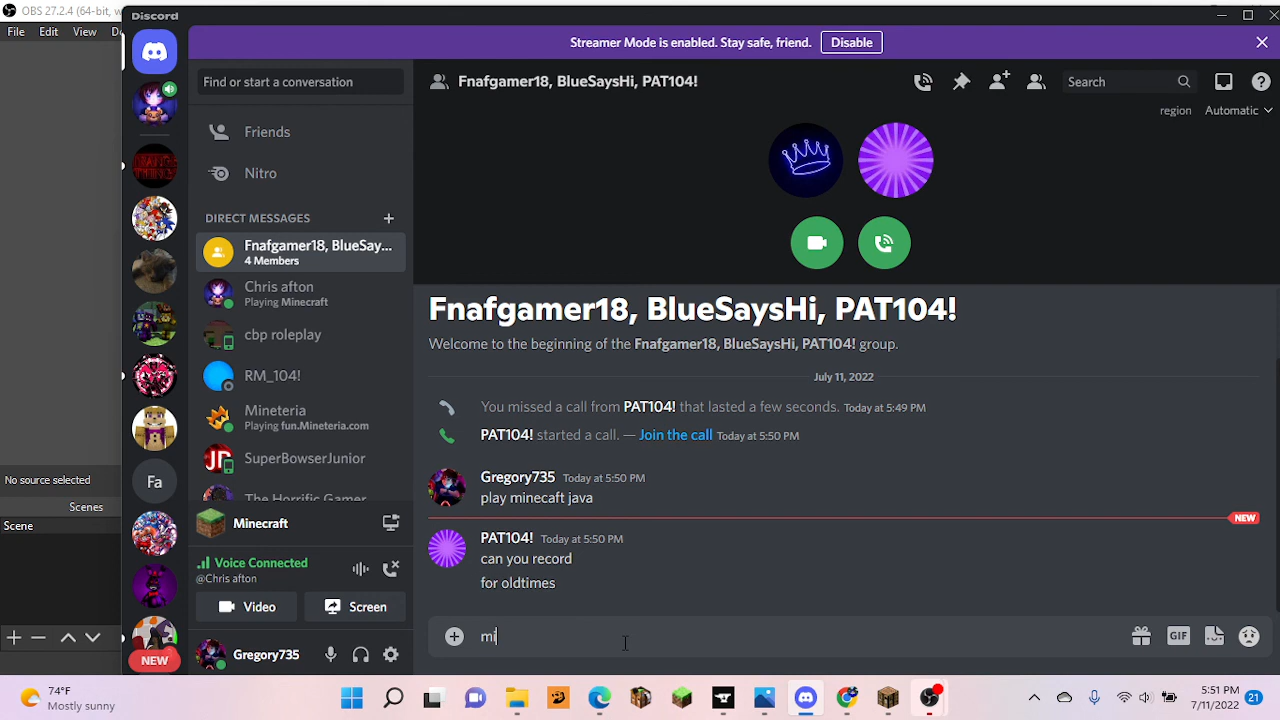 OBS 27.2.4 (64-bit, w
File Edit View D
Discord
Streamer Mode is enabled. Stay safe, friend. Disable
Find or start a conversation
Fnafgamer18, BlueSaysHi, PAT104!
Search
region Automatic
Friends
Nitro
DIRECT MESSAGES
Fnafgamer18, BlueSay...
4 Members
Chris afton
Playing Minecraft
cbp roleplay
RM_104!
Mineteria
Playing fun.Mineteria.com
SuperBowserJunior
The Horrific Gamer
Fa
NEW
Minecraft
Voice Connected
@Chris afton
Video Screen
Gregory735
Fnafgamer18, BlueSaysHi, PAT104!
Welcome to the beginning of the Fnafgamer18, BlueSaysHi, PAT104! group.
July 11, 2022
You missed a call from PAT104! that lasted a few seconds. Today at 5:49 PM
PAT104! started a call. — Join the call Today at 5:50 PM
Gregory735 Today at 5:50 PM
play minecaft java
NEW
PAT104! Today at 5:50 PM
can you record
for oldtimes
mi
GIF
No source selected
Scenes
Scene
74°F
Mostly sunny
5:51 PM
7/11/2022
21